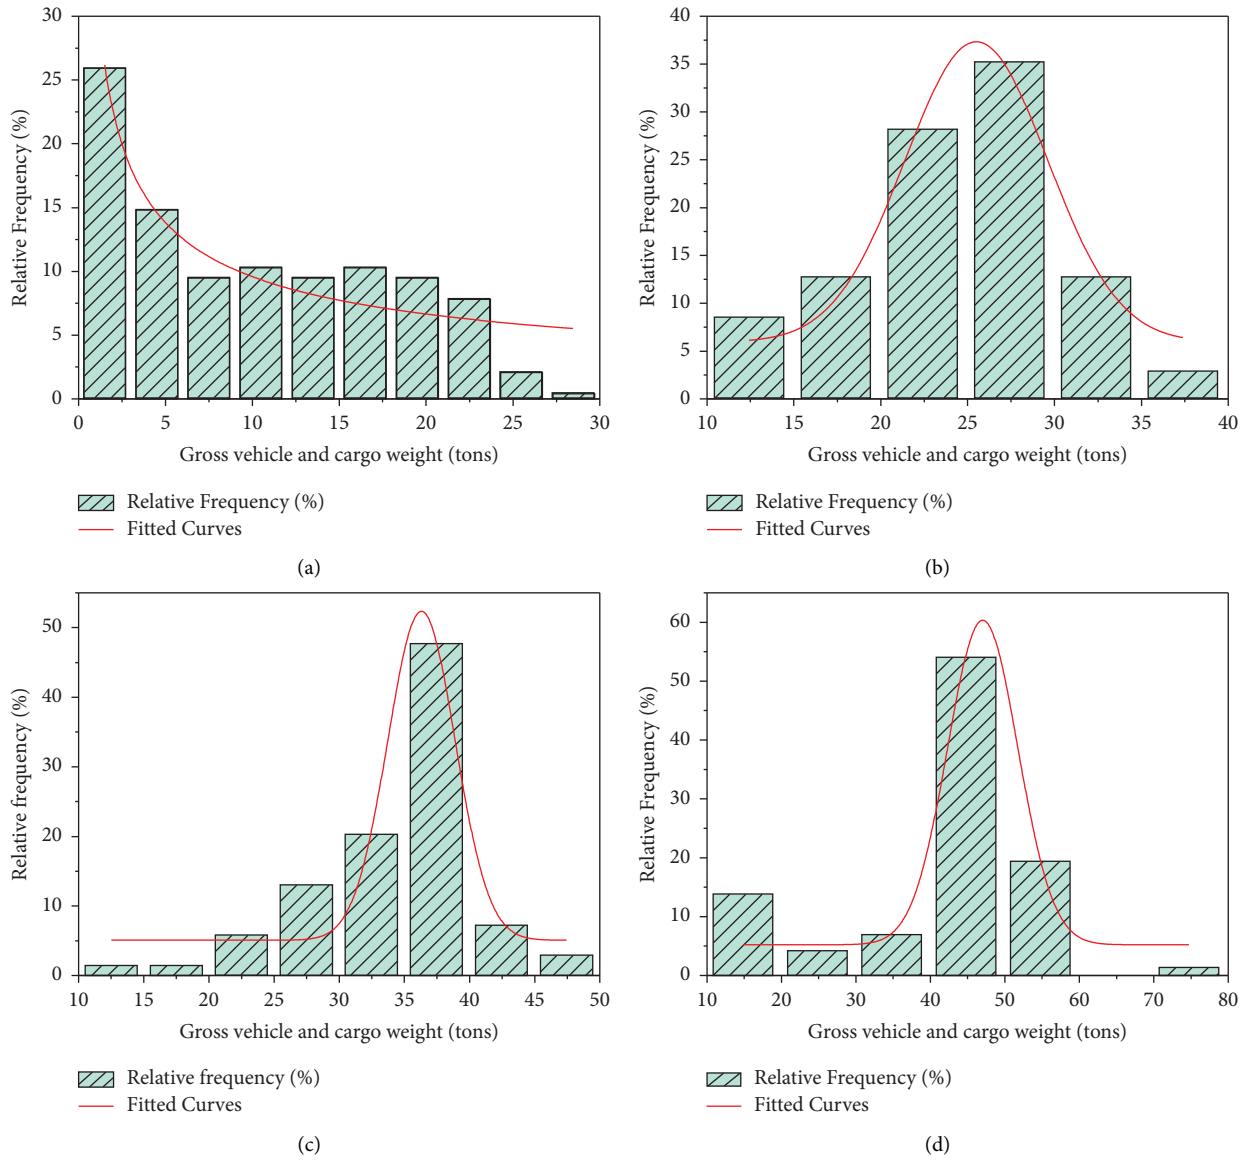 30
25
20
15
10
5
0
Relative Frequency (%)
0 5 10 15 20 25 30
Gross vehicle and cargo weight (tons)
Relative Frequency (%)
Fitted Curves
(a)
40
35
30
25
20
15
10
5
0
Relative Frequency (%)
10 15 20 25 30 35 40
Gross vehicle and cargo weight (tons)
Relative Frequency (%)
Fitted Curves
(b)
50
40
30
20
10
0
Relative frequency (%)
10 15 20 25 30 35 40 45 50
Gross vehicle and cargo weight (tons)
Relative frequency (%)
Fitted Curves
(c)
60
50
40
30
20
10
0
Relative Frequency (%)
10 20 30 40 50 60 70 80
Gross vehicle and cargo weight (tons)
Relative Frequency (%)
Fitted Curves
(d)